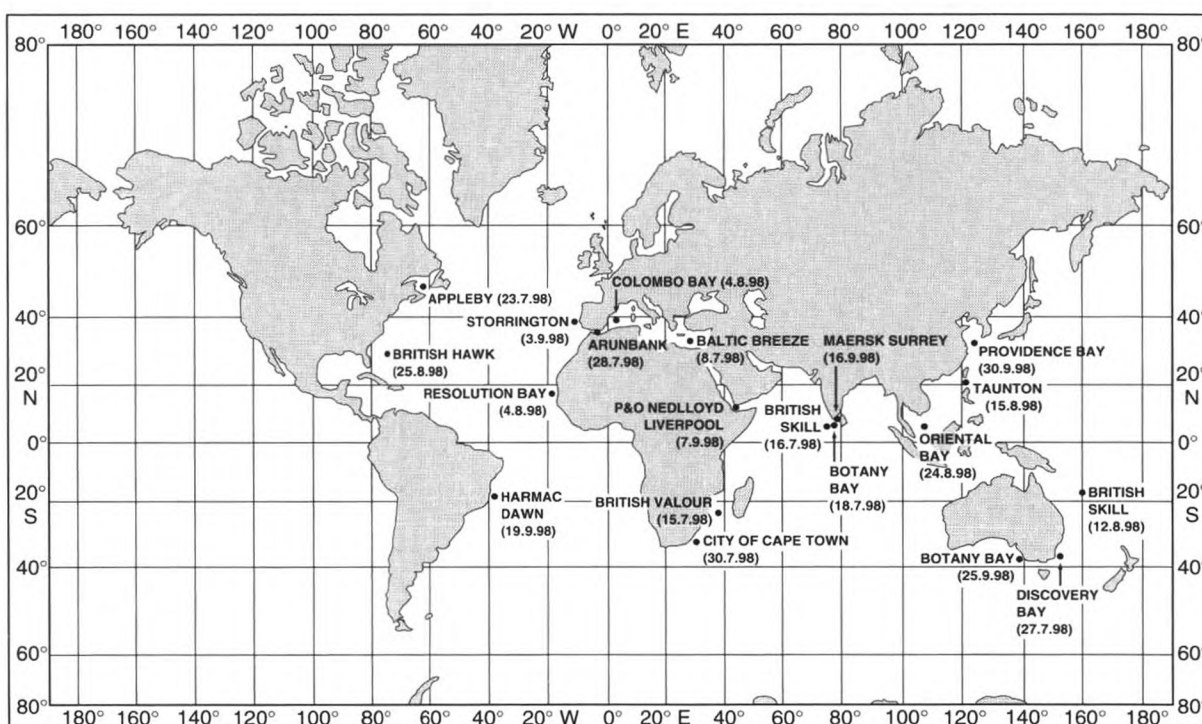 180° 160° 140° 120° 100° 80° 60° 40° 20° W 0° 20° E 40° 60° 80° 100° 120° 140° 160° 180°
80° 80°
60° 60°
COLOMBO BAY (4.8.98)
APPLEBY (23.7.98)
40° 40°
STORRINGTON
(3.9.98)
ARUNBANK
(28.7.98)
BALTIC BREEZE
(8.7.98)
MAERSK SURREY
(16.9.98)
PROVIDENCE BAY
(30.9.98)
BRITISH HAWK
(25.8.98)
20° 20°
N N
TAUNTON
(15.8.98)
RESOLUTION BAY
(4.8.98)
P&O NEDLLOYD
LIVERPOOL
(7.9.98)
BRITISH
SKILL
(16.7.98)
ORIENTAL
BAY
(24.8.98)
0° 0°
BOTANY
BAY
(18.7.98)
20° 20°
S S
HARMAC
DAWN
(19.9.98)
BRITISH VALOUR
(15.7.98)
BRITISH
SKILL
(12.8.98)
CITY OF CAPE TOWN
(30.7.98)
BOTANY BAY
(25.9.98)
40° 40°
DISCOVERY
BAY
(27.7.98)
60° 60°
80° 80°
180° 160° 140° 120° 100° 80° 60° 40° 20° W 0° 20° E 40° 60° 80° 100° 120° 140° 160° 180°